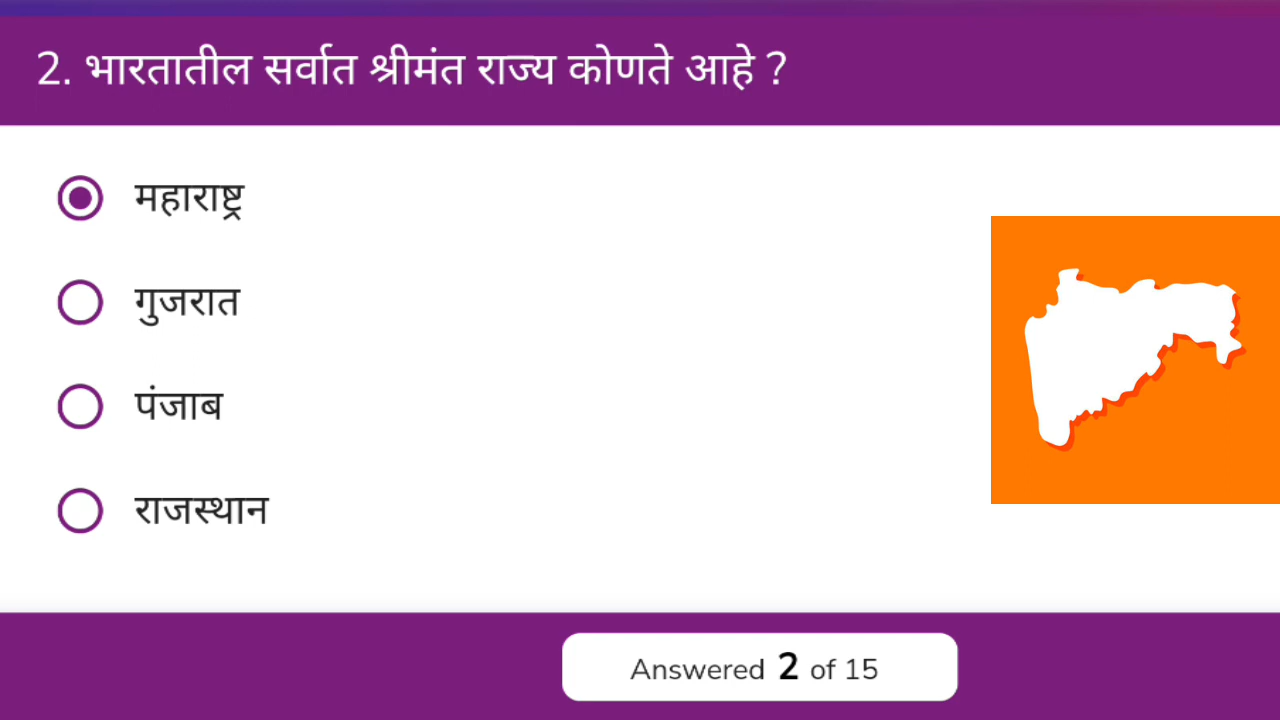 2. भारतातील सर्वात श्रीमंत राज्य कोणते आहे ?
महाराष्ट्र
गुजरात
पंजाब
राजस्थान
Answered 2 of 15